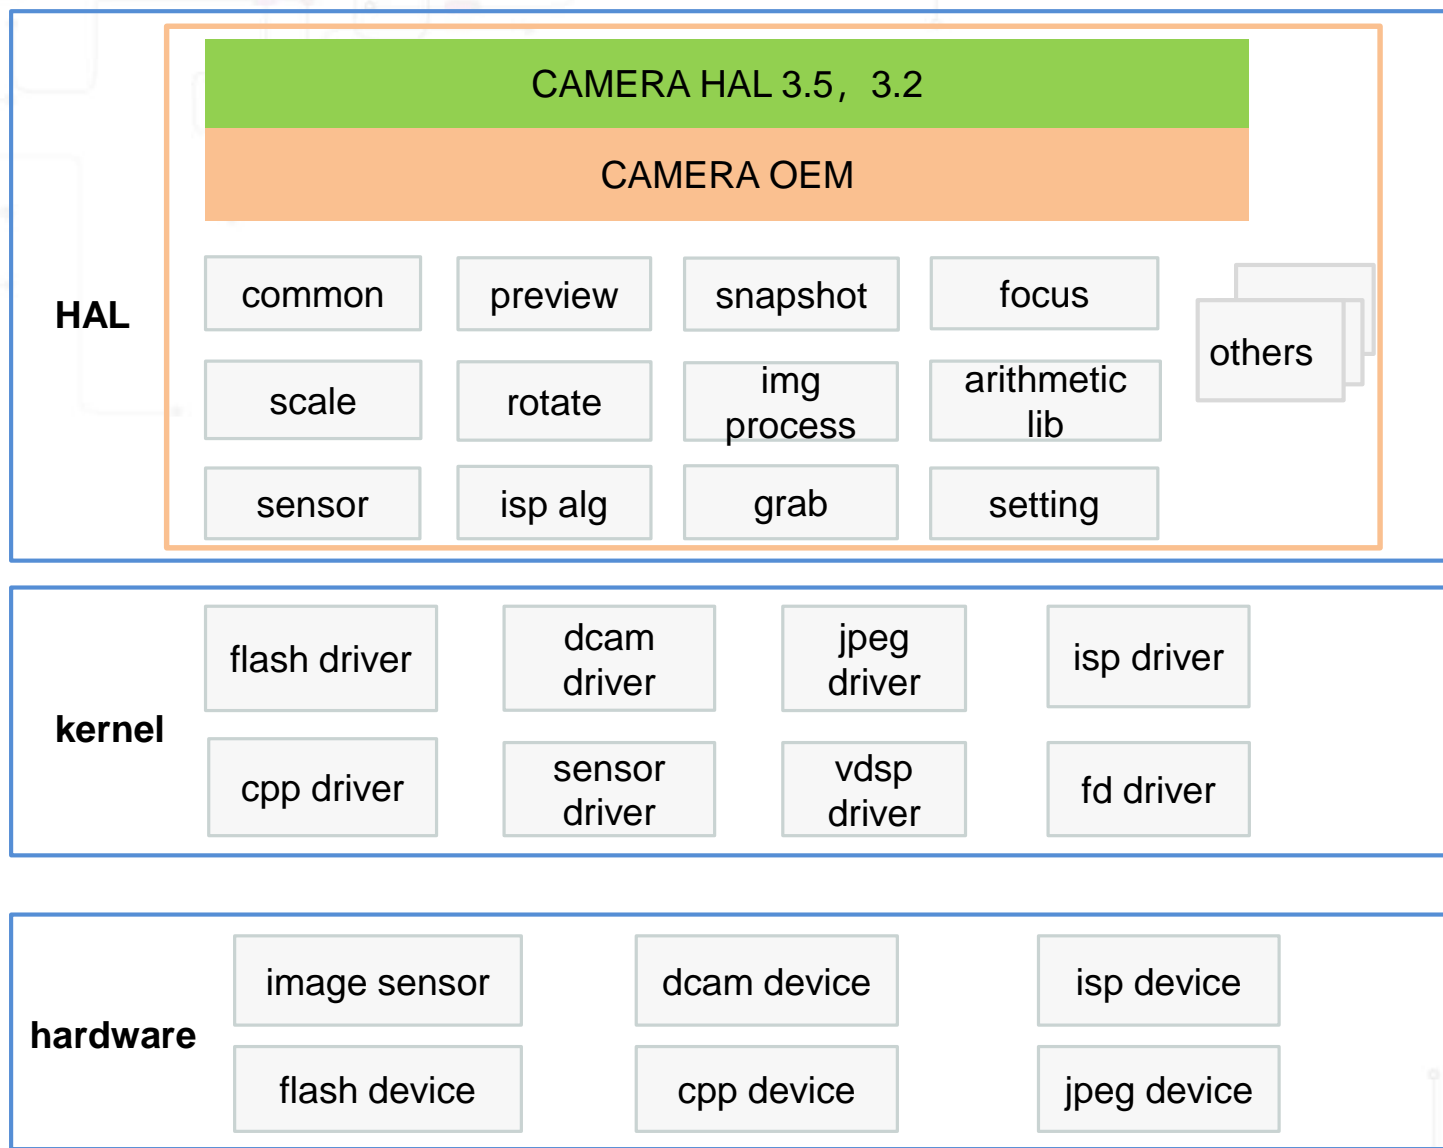 CAMERA HAL 3.5，3.2
CAMERA OEM
HAL
common
preview
snapshot
focus
others
scale
rotate
img
process
arithmetic
lib
sensor
isp alg
grab
setting
kernel
flash driver
dcam
driver
jpeg
driver
isp driver
cpp driver
sensor
driver
vdsp
driver
fd driver
hardware
image sensor
dcam device
isp device
flash device
cpp device
jpeg device